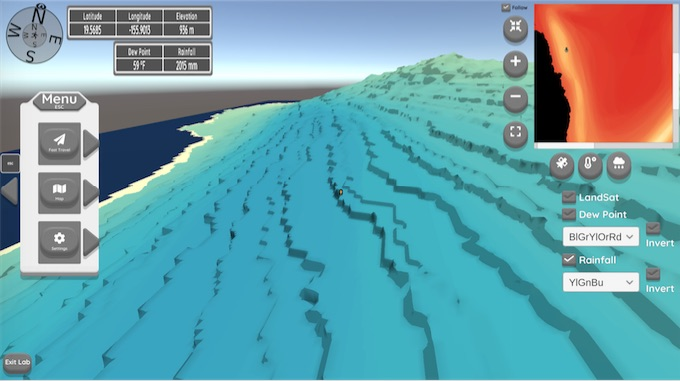 N
E
W
S
Latitude Longitude Elevation
19.5685 -155.9013 936 m
Dew Point Rainfall
59 °F 2015 mm
Follow
Menu
ESC
Fast Travel
Map
Settings
LandSat
Dew Point
BlGrYlOrRd
Invert
Rainfall
YlGnBu
Invert
Exit Lab